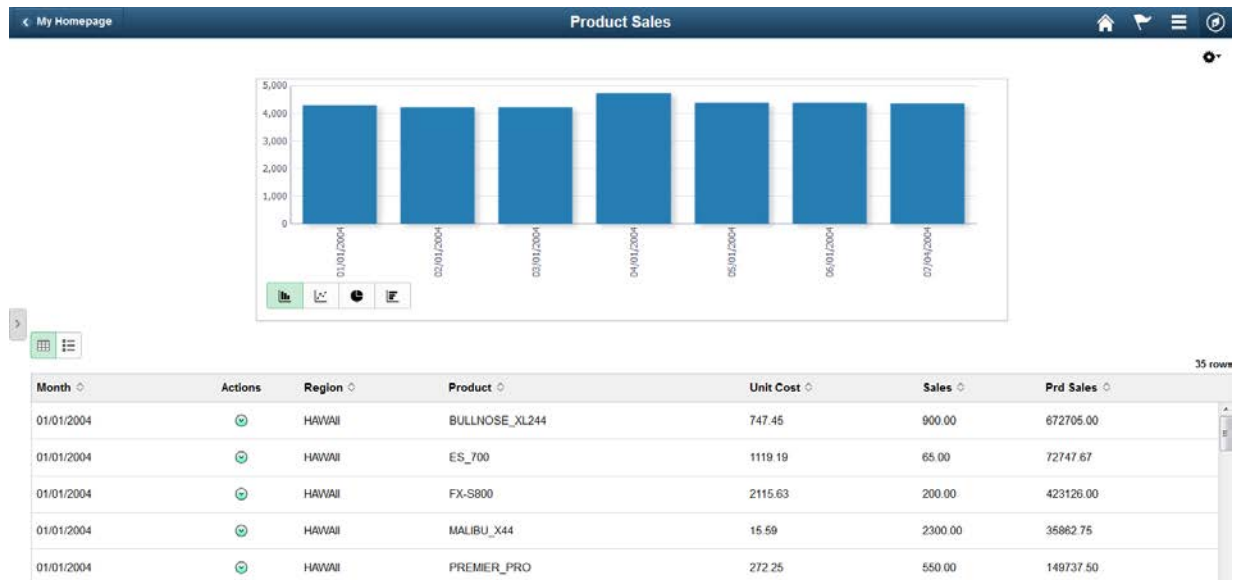 My Homepage
Product Sales
5,000
4,000
3,000
2,000
1,000
0
01/01/2004
02/01/2004
03/01/2004
04/01/2004
05/01/2004
06/01/2004
07/04/2004
35 rows
Month Actions Region Product Unit Cost Sales Prd Sales
01/01/2004 HAWAII BULLNOSE_XL244 747.45 900.00 672705.00
01/01/2004 HAWAII ES_700 1119.19 65.00 72747.67
01/01/2004 HAWAII FX-S800 2115.63 200.00 423126.00
01/01/2004 HAWAII MALIBU_X44 15.59 2300.00 35862.75
01/01/2004 HAWAII PREMIER_PRO 272.25 550.00 149737.50